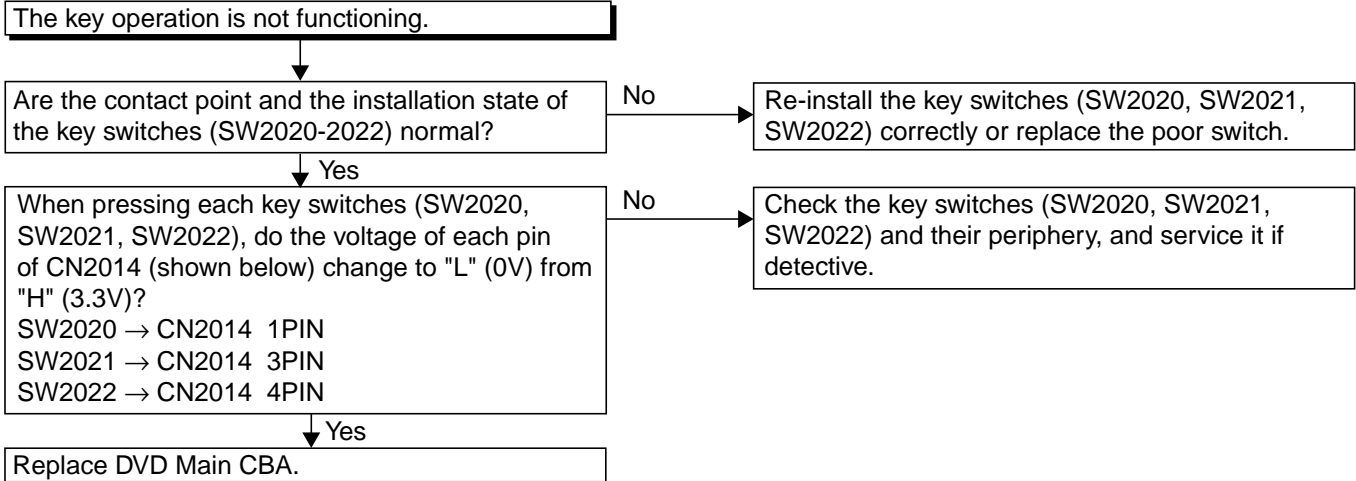 The key operation is not functioning.
Are the contact point and the installation state of
the key switches (SW2020-2022) normal?
No
Re-install the key switches (SW2020, SW2021,
SW2022) correctly or replace the poor switch.
Yes
When pressing each key switches (SW2020,
SW2021, SW2022), do the voltage of each pin
of CN2014 (shown below) change to "L" (0V) from
"H" (3.3V)?
SW2020 → CN2014 1PIN
SW2021 → CN2014 3PIN
SW2022 → CN2014 4PIN
No
Check the key switches (SW2020, SW2021,
SW2022) and their periphery, and service it if
detective.
Yes
Replace DVD Main CBA.